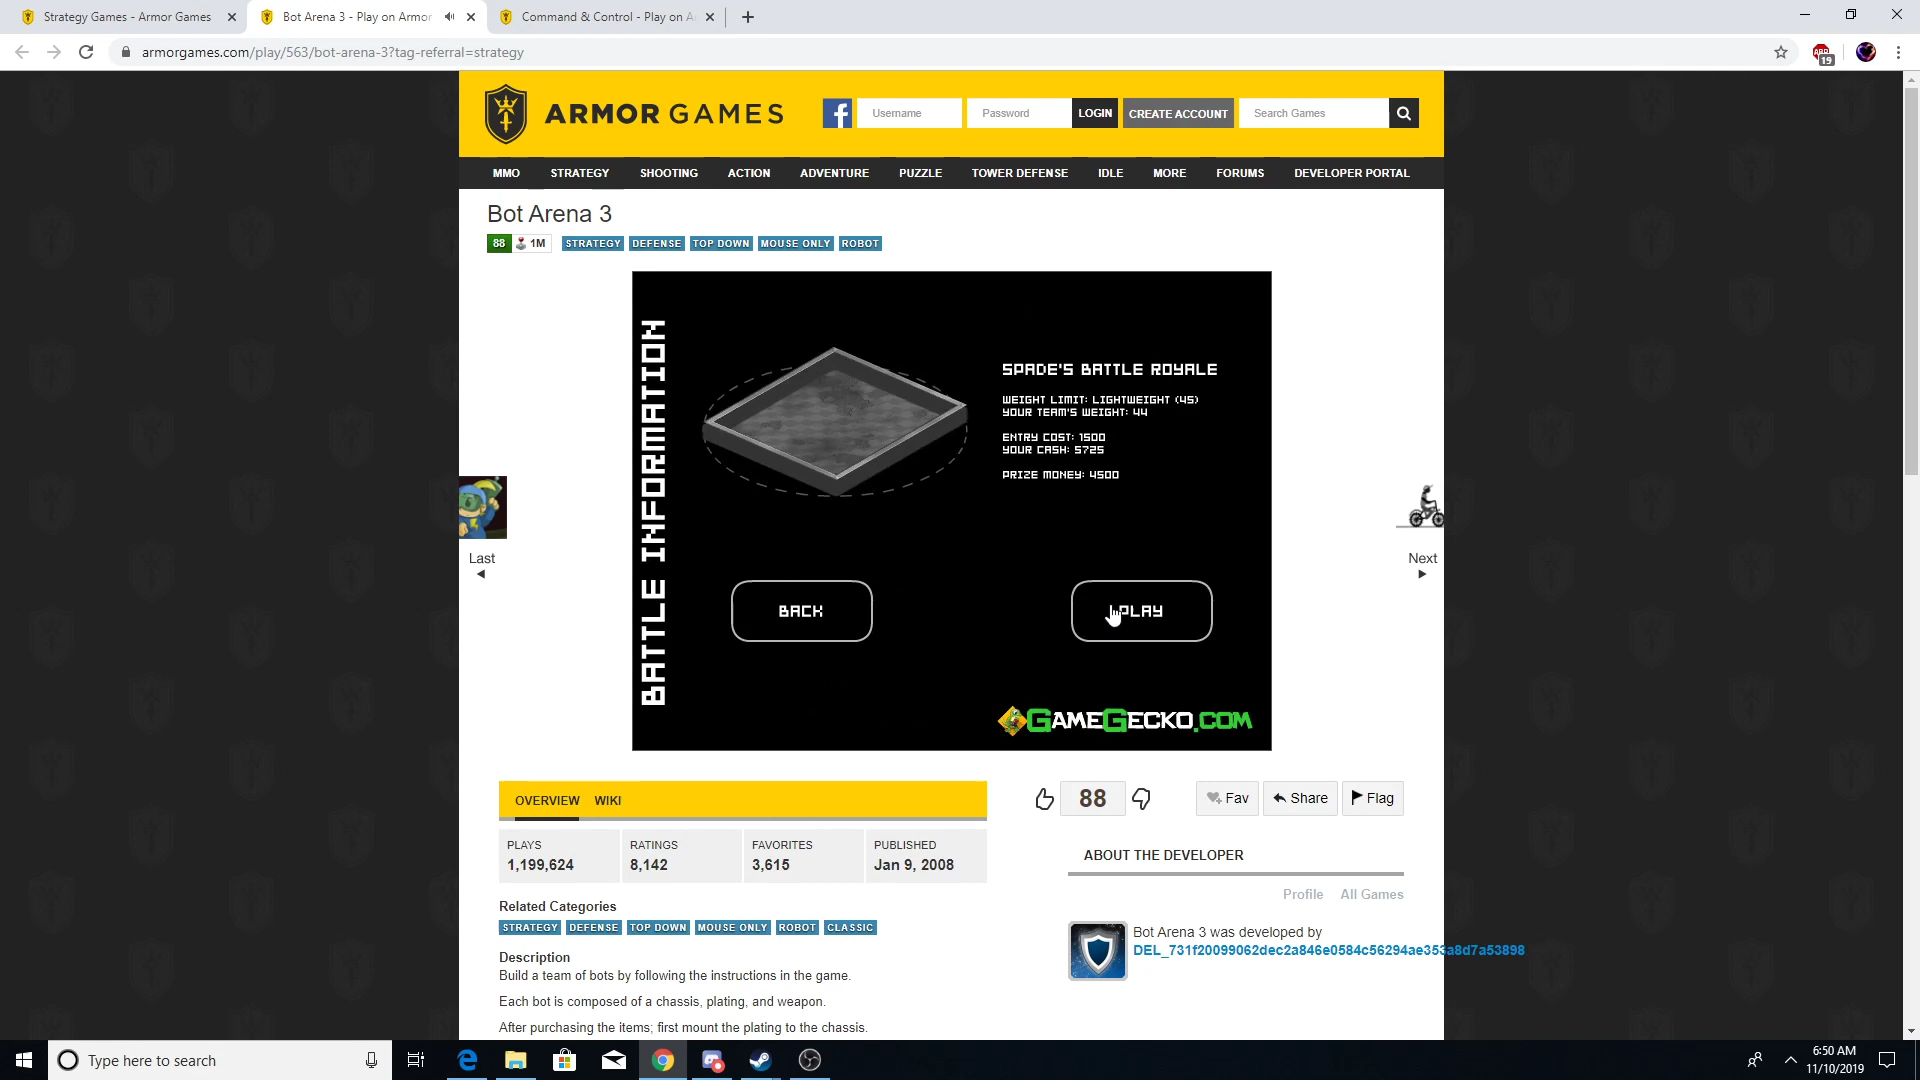 Strategy Games - Armor Games
Bot Arena 3 - Play on Armor
Command & Control - Play on A
armorgames.com/play/563/bot-arena-3?tag-referral=strategy
19
ARMOR GAMES
Username
Password
LOGIN
CREATE ACCOUNT
Search Games
MMO
STRATEGY
SHOOTING
ACTION
ADVENTURE
PUZZLE
TOWER DEFENSE
IDLE
MORE
FORUMS
DEVELOPER PORTAL
Bot Arena 3
88
1M
STRATEGY
DEFENSE
TOP DOWN
MOUSE ONLY
ROBOT
BATTLE INFORMATION
SPADE'S BATTLE ROYALE
WEIGHT LIMIT: LIGHTWEIGHT (45)
YOUR TEAM'S WEIGHT: 44
ENTRY COST: 1500
YOUR CASH: 5725
PRIZE MONEY: 4500
Last
Next
BACK
PLAY
GAMEGECKO.COM
OVERVIEW
WIKI
88
Fav
Share
Flag
PLAYS
1,199,624
RATINGS
8,142
FAVORITES
3,615
PUBLISHED
Jan 9, 2008
ABOUT THE DEVELOPER
Profile
All Games
Related Categories
STRATEGY
DEFENSE
TOP DOWN
MOUSE ONLY
ROBOT
CLASSIC
Bot Arena 3 was developed by
DEL_731f20099062dec2a846e0584c56294ae353a8d7a53898
Description
Build a team of bots by following the instructions in the game.
Each bot is composed of a chassis, plating, and weapon.
After purchasing the items; first mount the plating to the chassis.
Type here to search
6:50 AM
11/10/2019